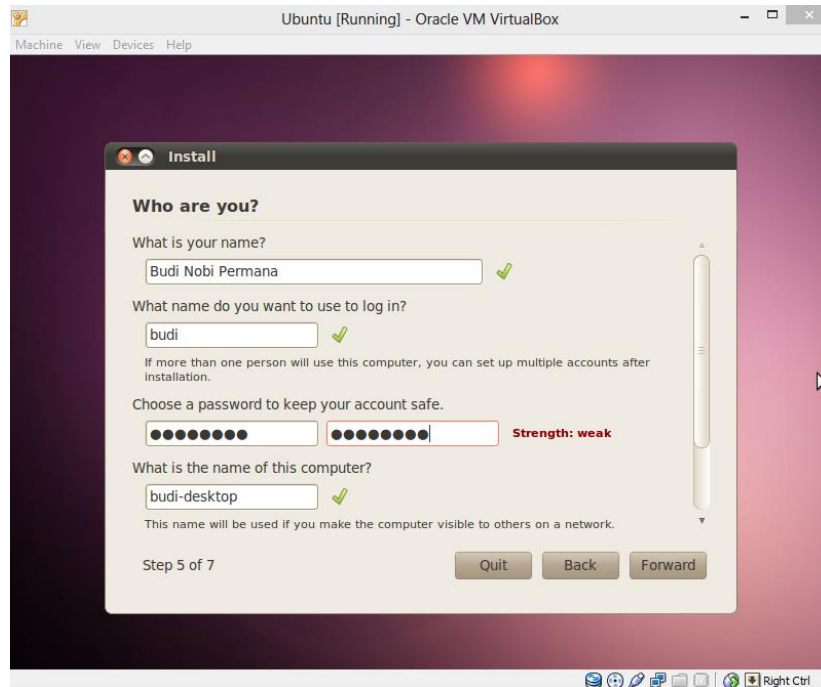 Ubuntu [Running] - Oracle VM VirtualBox
Machine View Devices Help
Install
Who are you?
What is your name?
Budi Nobi Permana
What name do you want to use to log in?
budi
If more than one person will use this computer, you can set up multiple accounts after
installation.
Choose a password to keep your account safe.
●●●●●●●● ●●●●●●●● Strength: weak
What is the name of this computer?
budi-desktop
This name will be used if you make the computer visible to others on a network.
Step 5 of 7 Quit Back Forward
Right Ctrl